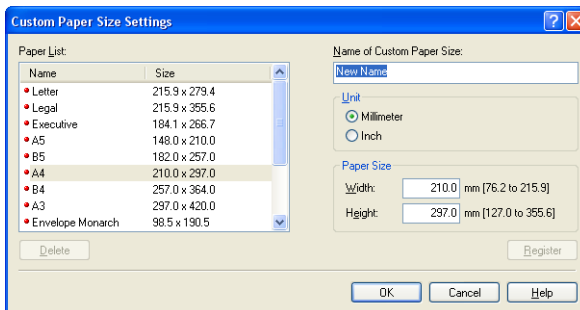 Custom Paper Size Settings
Paper List:
Name Size
Letter 215.9 x 279.4
Legal 215.9 x 355.6
Executive 184.1 x 266.7
A5 148.0 x 210.0
B5 182.0 x 257.0
A4 210.0 x 297.0
B4 257.0 x 364.0
A3 297.0 x 420.0
Envelope Monarch 98.5 x 190.5
Delete
Name of Custom Paper Size:
New Name
Unit
Millimeter
Inch
Paper Size
Width: 210.0 mm [76.2 to 215.9]
Height: 297.0 mm [127.0 to 355.6]
Register
OK Cancel Help